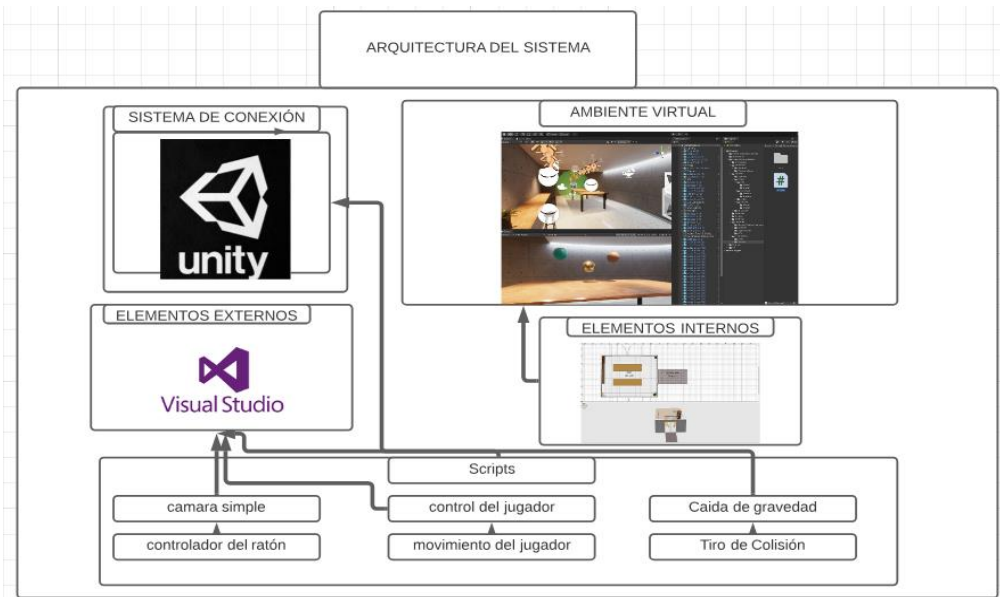 ARQUITECTURA DEL SISTEMA
SISTEMA DE CONEXIÓN
unity
AMBIENTE VIRTUAL
#
ELEMENTOS EXTERNOS
Visual Studio
ELEMENTOS INTERNOS
Scripts
camara simple
control del jugador
Caida de gravedad
controlador del ratón
movimiento del jugador
Tiro de Colisión